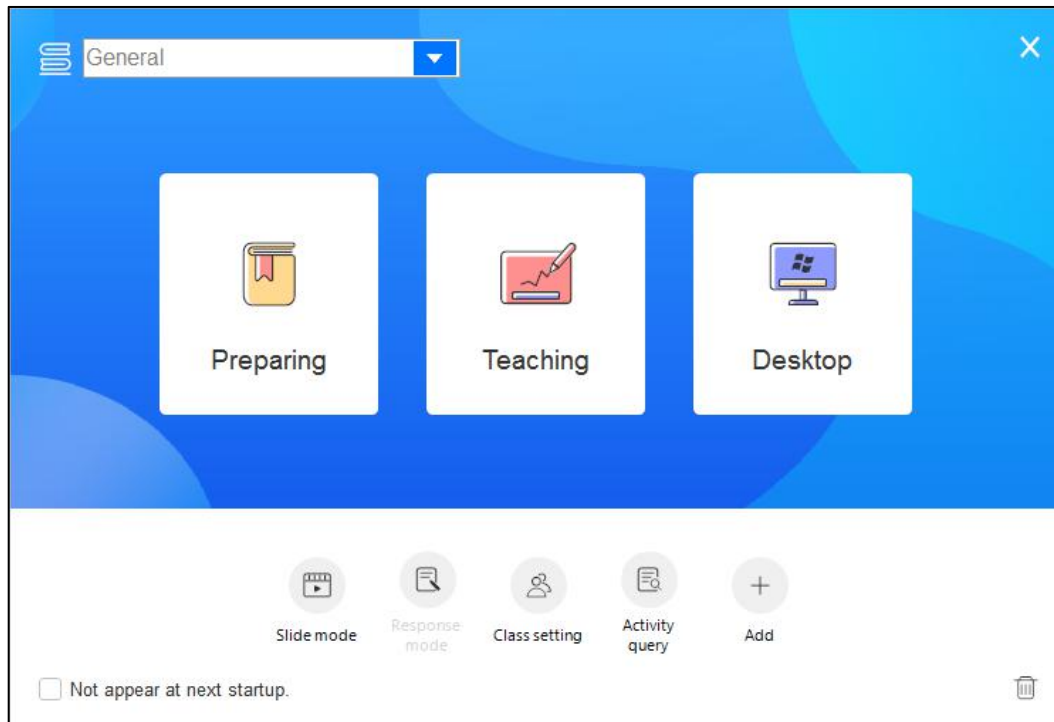 General
Preparing
Teaching
Desktop
Slide mode
Response
mode
Class setting
Activity
query
Add
Not appear at next startup.